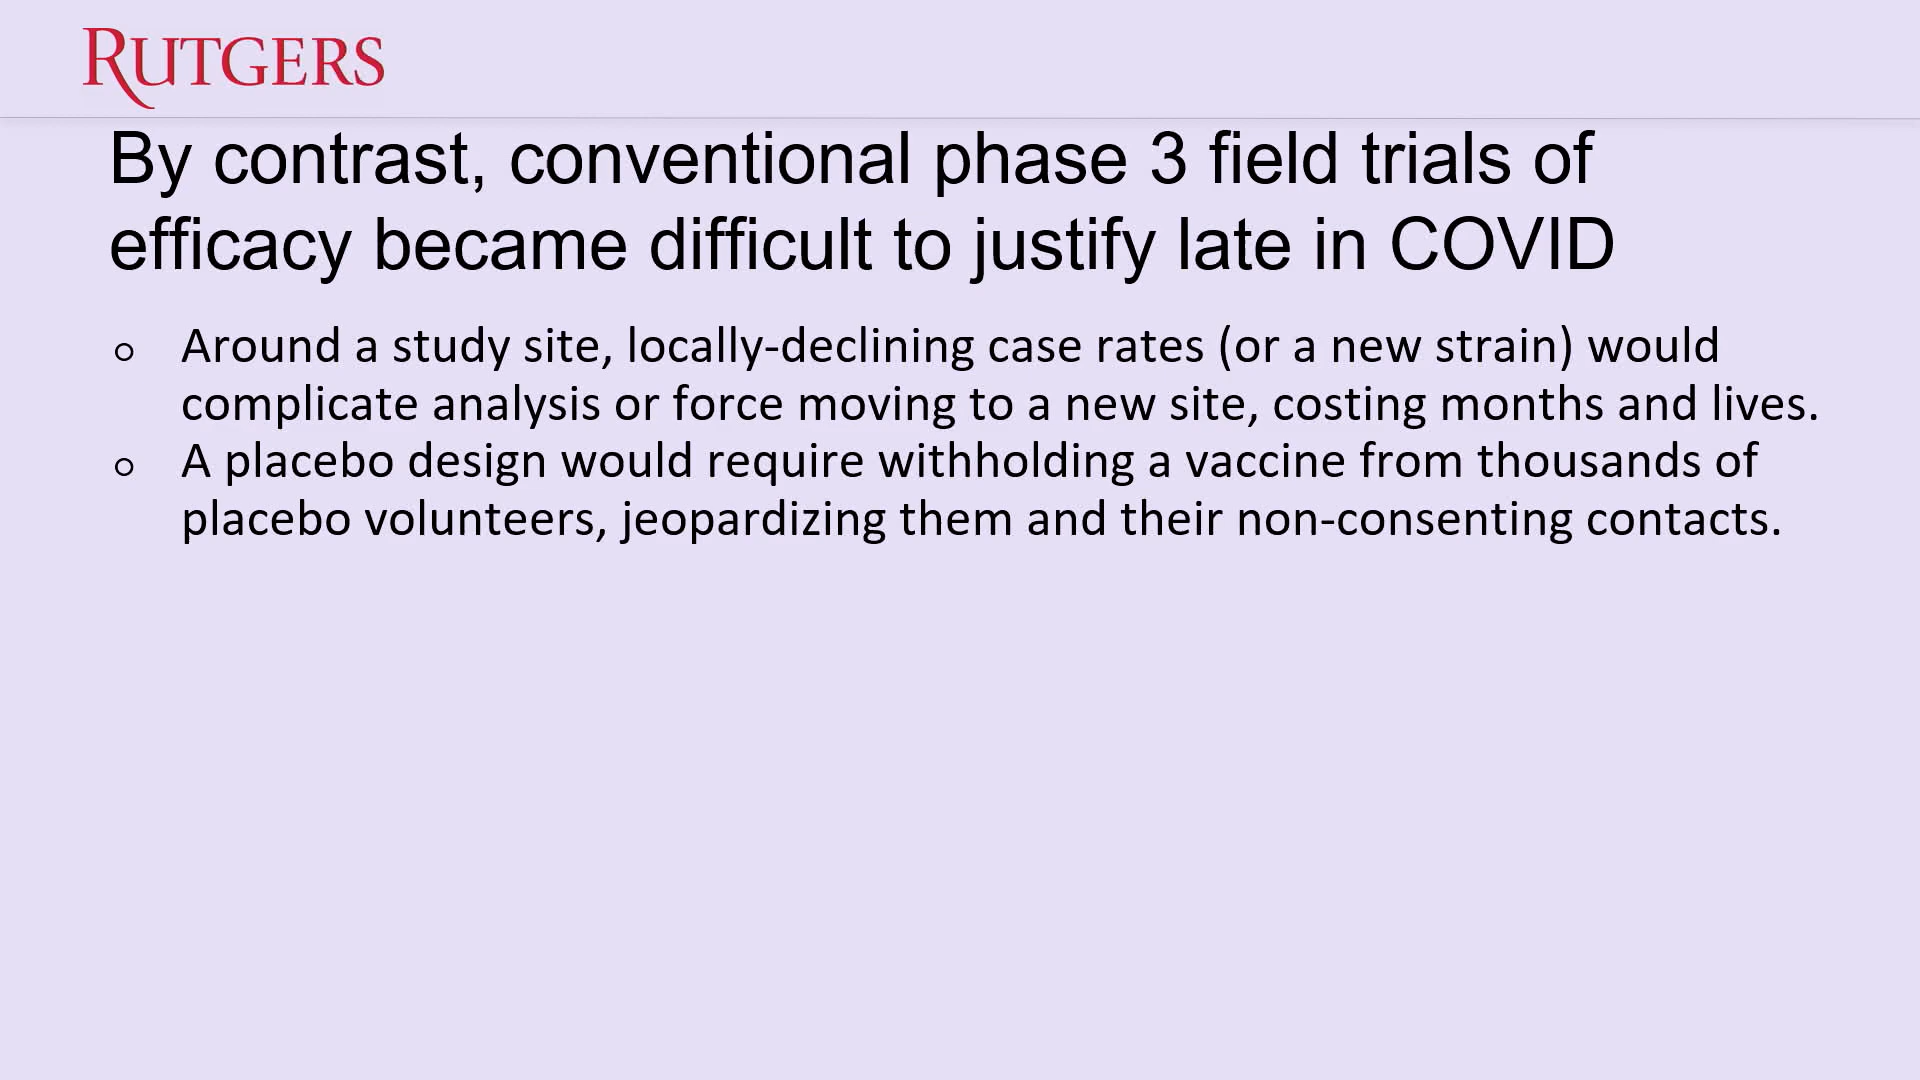 RUTGERS
By contrast, conventional phase 3 field trials of
efficacy became difficult to justify late in COVID
○ Around a study site, locally-declining case rates (or a new strain) would
complicate analysis or force moving to a new site, costing months and lives.
○ A placebo design would require withholding a vaccine from thousands of
placebo volunteers, jeopardizing them and their non-consenting contacts.